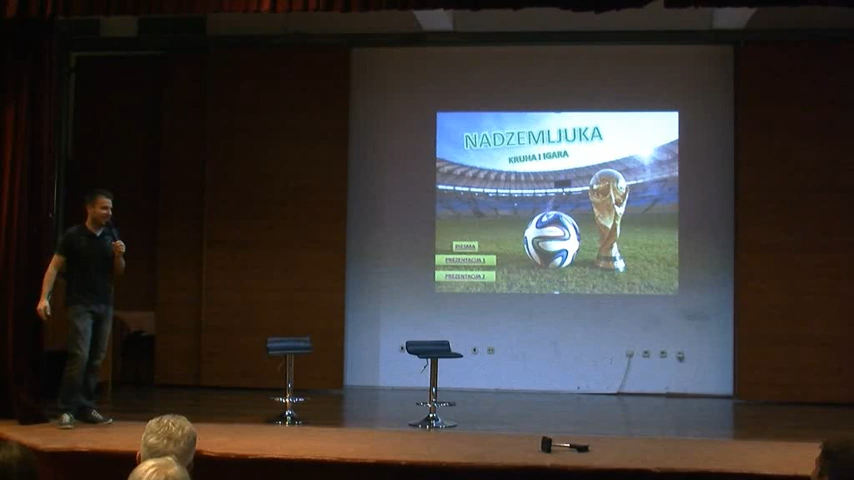 NADZEMLJUKA
KRUHA I IGARA
PJESMA
PREZENTACIJA 1
PREZENTACIJA 2